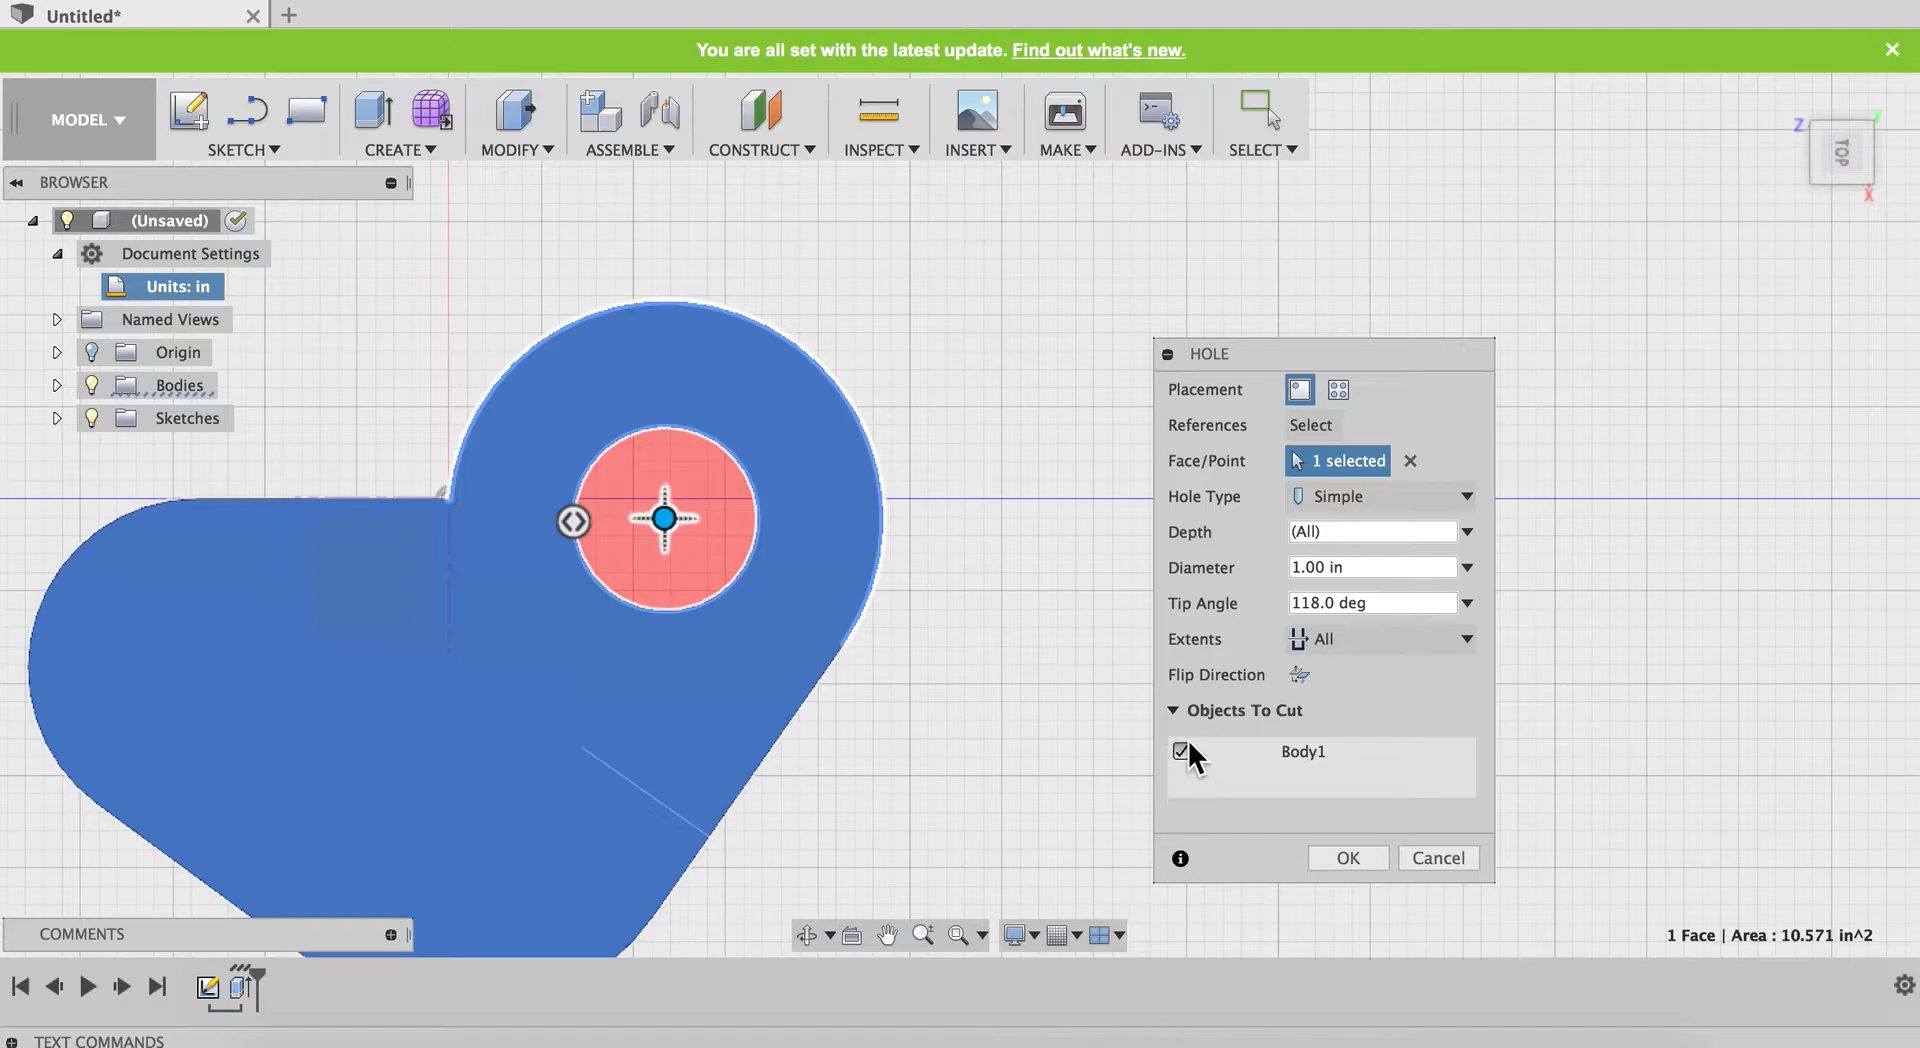 Untitled*
You are all set with the latest update. Find out what's new.
MODEL
SKETCH
CREATE
MODIFY
ASSEMBLE
CONSTRUCT
INSPECT
INSERT
MAKE
ADD-INS
SELECT
Z
Y
TOP
X
BROWSER
(Unsaved)
Document Settings
Units: in
Named Views
Origin
Bodies
Sketches
HOLE
Placement
References Select
Face/Point 1 selected
Hole Type Simple
Depth (All)
Diameter 1.00 in
Tip Angle 118.0 deg
Extents All
Flip Direction
Objects To Cut
Body1
OK Cancel
COMMENTS
1 Face | Area : 10.571 in^2
TEXT COMMANDS